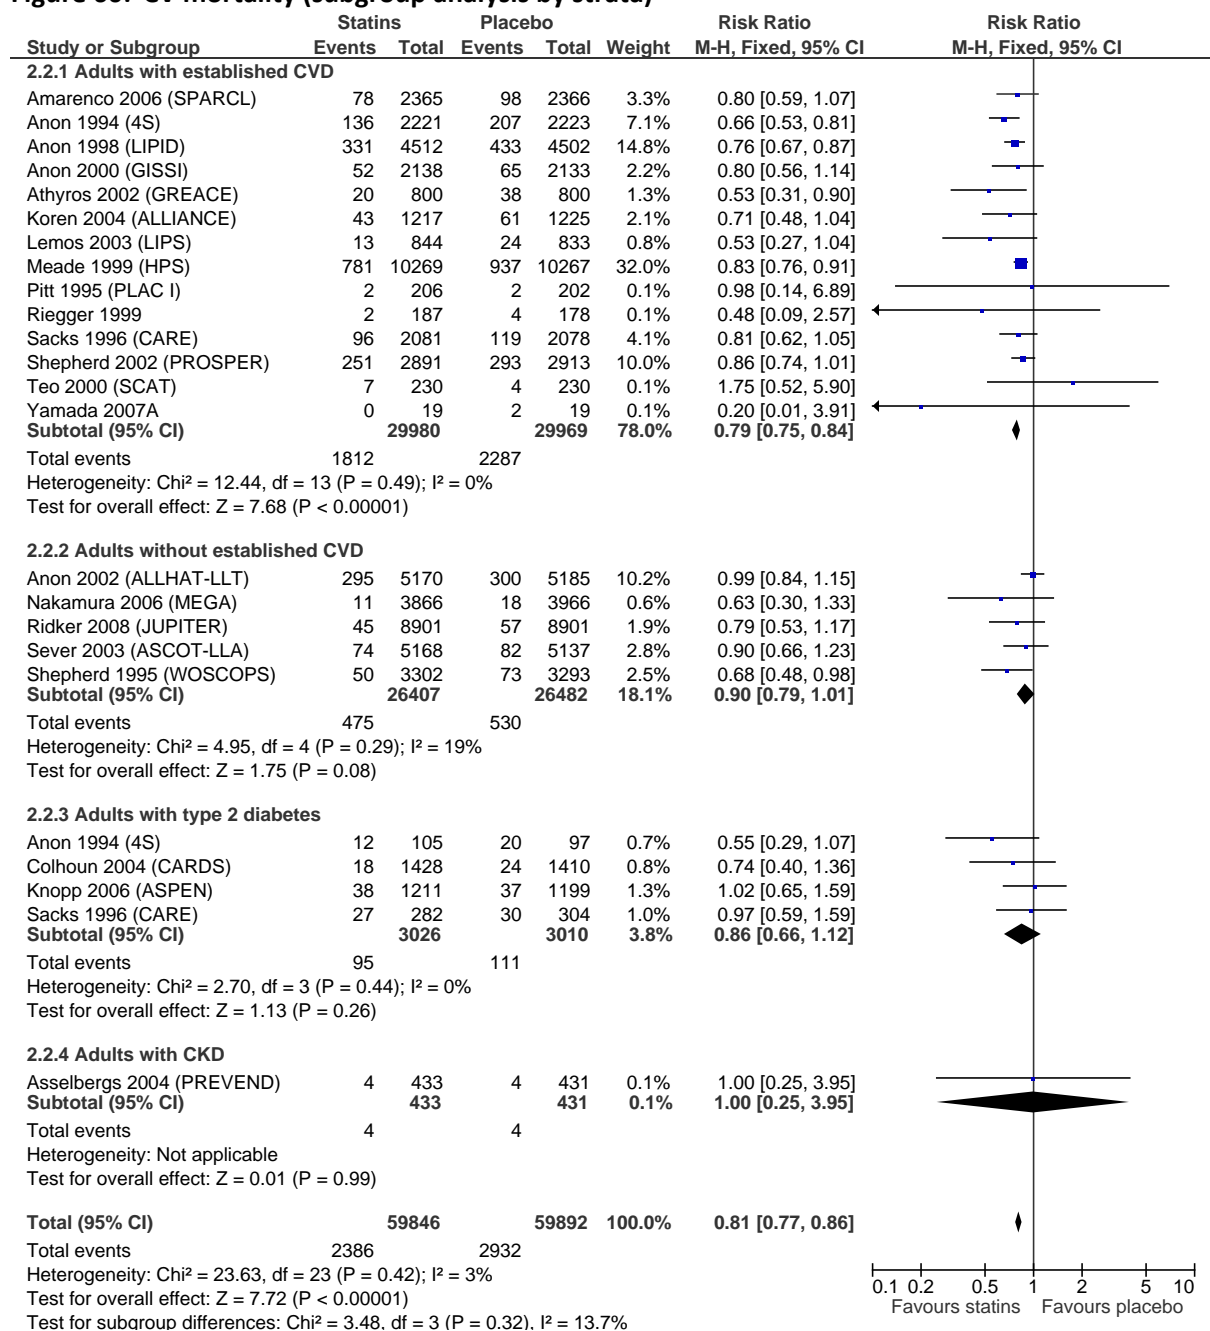 Statins Placebo Risk Ratio Risk Ratio
Study or Subgroup Events Total Events Total Weight M-H, Fixed, 95% CI M-H, Fixed, 95% CI
2.2.1 Adults with established CVD
Amarenco 2006 (SPARCL) 78 2365 98 2366 3.3% 0.80 [0.59, 1.07]
Anon 1994 (4S) 136 2221 207 2223 7.1% 0.66 [0.53, 0.81]
Anon 1998 (LIPID) 331 4512 433 4502 14.8% 0.76 [0.67, 0.87]
Anon 2000 (GISSI) 52 2138 65 2133 2.2% 0.80 [0.56, 1.14]
Athyros 2002 (GREACE) 20 800 38 800 1.3% 0.53 [0.31, 0.90]
Koren 2004 (ALLIANCE) 43 1217 61 1225 2.1% 0.71 [0.48, 1.04]
Lemos 2003 (LIPS) 13 844 24 833 0.8% 0.53 [0.27, 1.04]
Meade 1999 (HPS) 781 10269 937 10267 32.0% 0.83 [0.76, 0.91]
Pitt 1995 (PLAC I) 2 206 2 202 0.1% 0.98 [0.14, 6.89]
Riegger 1999 2 187 4 178 0.1% 0.48 [0.09, 2.57]
Sacks 1996 (CARE) 96 2081 119 2078 4.1% 0.81 [0.62, 1.05]
Shepherd 2002 (PROSPER) 251 2891 293 2913 10.0% 0.86 [0.74, 1.01]
Teo 2000 (SCAT) 7 230 4 230 0.1% 1.75 [0.52, 5.90]
Yamada 2007A 0 19 2 19 0.1% 0.20 [0.01, 3.91]
Subtotal (95% CI) 29980 29969 78.0% 0.79 [0.75, 0.84]
Total events 1812 2287
Heterogeneity: Chi² = 12.44, df = 13 (P = 0.49); I² = 0%
Test for overall effect: Z = 7.68 (P < 0.00001)
2.2.2 Adults without established CVD
Anon 2002 (ALLHAT-LLT) 295 5170 300 5185 10.2% 0.99 [0.84, 1.15]
Nakamura 2006 (MEGA) 11 3866 18 3966 0.6% 0.63 [0.30, 1.33]
Ridker 2008 (JUPITER) 45 8901 57 8901 1.9% 0.79 [0.53, 1.17]
Sever 2003 (ASCOT-LLA) 74 5168 82 5137 2.8% 0.90 [0.66, 1.23]
Shepherd 1995 (WOSCOPS) 50 3302 73 3293 2.5% 0.68 [0.48, 0.98]
Subtotal (95% CI) 26407 26482 18.1% 0.90 [0.79, 1.01]
Total events 475 530
Heterogeneity: Chi² = 4.95, df = 4 (P = 0.29); I² = 19%
Test for overall effect: Z = 1.75 (P = 0.08)
2.2.3 Adults with type 2 diabetes
Anon 1994 (4S) 12 105 20 97 0.7% 0.55 [0.29, 1.07]
Colhoun 2004 (CARDS) 18 1428 24 1410 0.8% 0.74 [0.40, 1.36]
Knopp 2006 (ASPEN) 38 1211 37 1199 1.3% 1.02 [0.65, 1.59]
Sacks 1996 (CARE) 27 282 30 304 1.0% 0.97 [0.59, 1.59]
Subtotal (95% CI) 3026 3010 3.8% 0.86 [0.66, 1.12]
Total events 95 111
Heterogeneity: Chi² = 2.70, df = 3 (P = 0.44); I² = 0%
Test for overall effect: Z = 1.13 (P = 0.26)
2.2.4 Adults with CKD
Asselbergs 2004 (PREVEND) 4 433 4 431 0.1% 1.00 [0.25, 3.95]
Subtotal (95% CI) 433 431 0.1% 1.00 [0.25, 3.95]
Total events 4 4
Heterogeneity: Not applicable
Test for overall effect: Z = 0.01 (P = 0.99)
Total (95% CI) 59846 59892 100.0% 0.81 [0.77, 0.86]
Total events 2386 2932
Heterogeneity: Chi² = 23.63, df = 23 (P = 0.42); I² = 3%
Test for overall effect: Z = 7.72 (P < 0.00001)
Test for subgroup differences: Chi² = 3.48, df = 3 (P = 0.32), I² = 13.7%
0.1 0.2 0.5 1 2 5 10
Favours statins Favours placebo